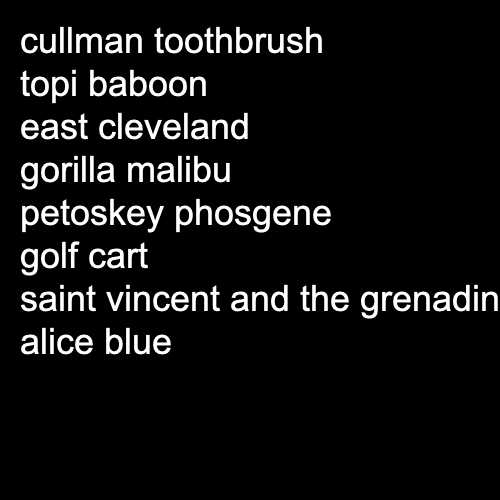 cullman toothbrush
topi baboon
east cleveland
gorilla malibu
petoskey phosgene
golf cart
saint vincent and the grenadin
alice blue